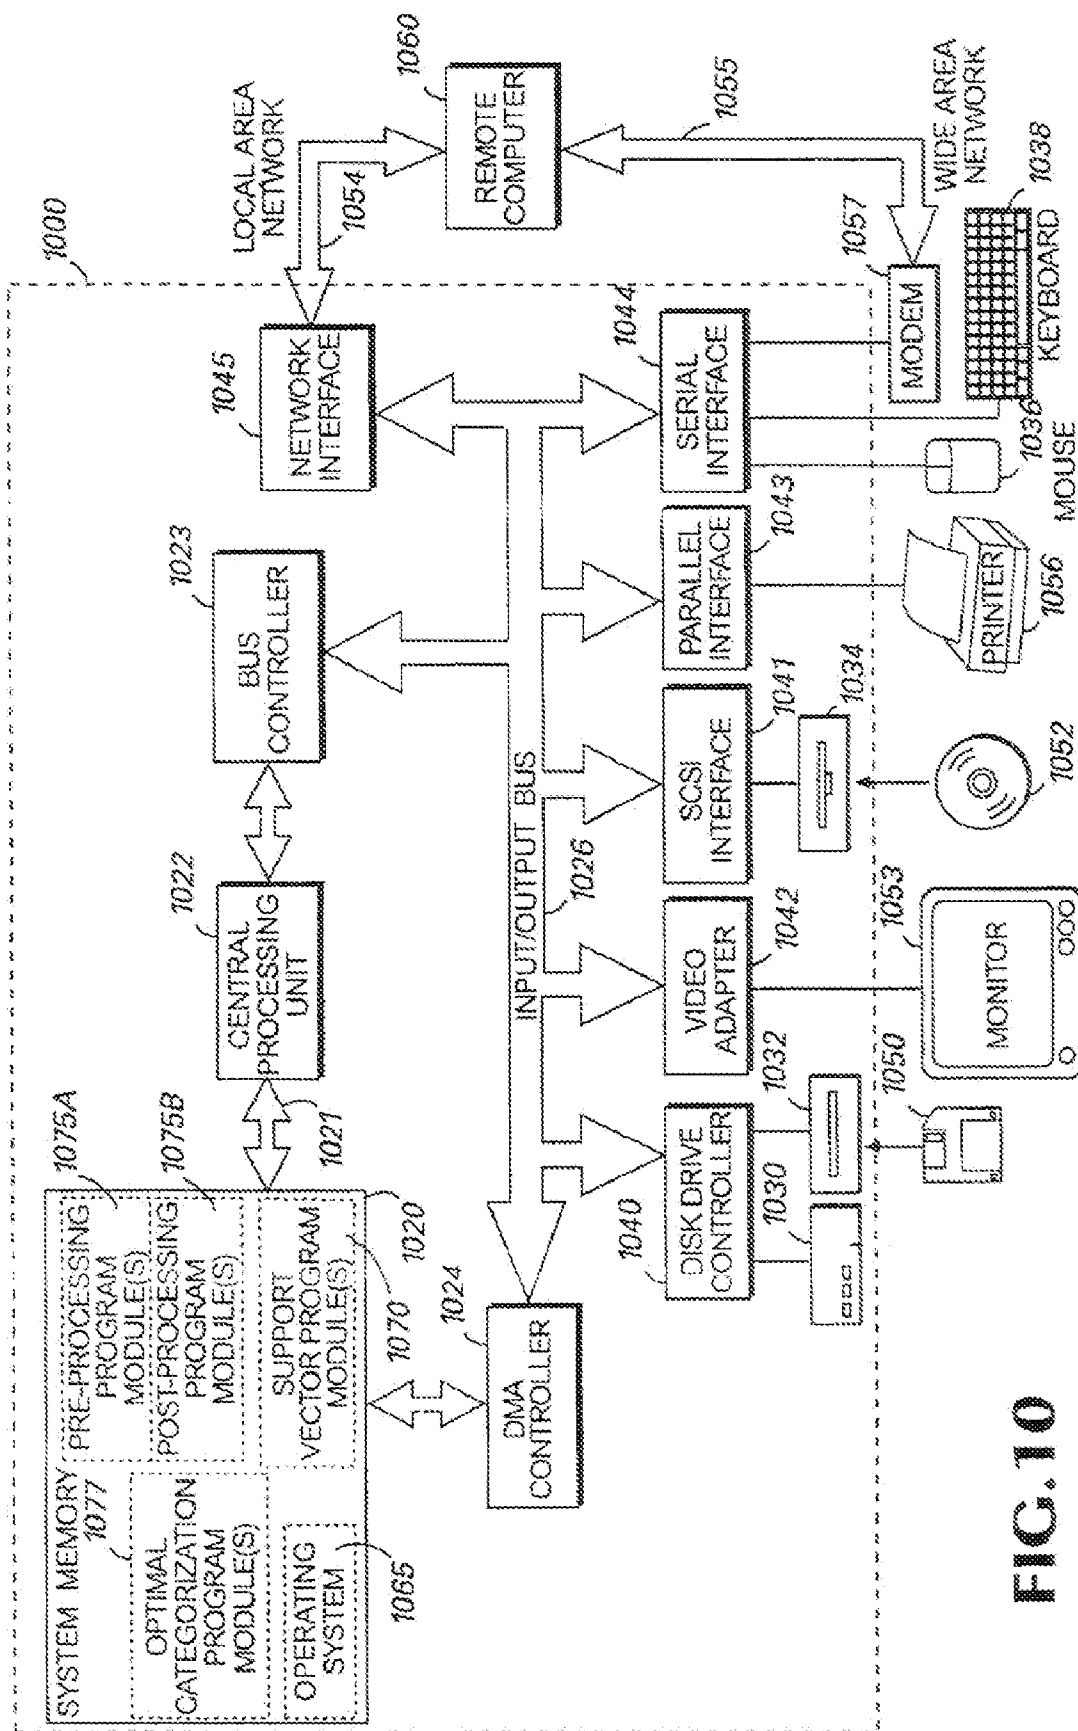 SYSTEM MEMORY
1077
OPTIMAL
CATEGORIZATION
PROGRAM
MODULE(S)
OPERATING
SYSTEM
1065
PRE-PROCESSING
PROGRAM
MODULE(S)
POST-PROCESSING
PROGRAM
MODULE(S)
SUPPORT
VECTOR PROGRAM
MODULE(S)
1070
1020
1075A
1075B
1021
CENTRAL
PROCESSING
UNIT
1022
BUS
CONTROLLER
1023
NETWORK
INTERFACE
1045
1000
LOCAL AREA
NETWORK
1054
REMOTE
COMPUTER
1060
1055
WIDE AREA
NETWORK
DMA
CONTROLLER
1024
INPUT/OUTPUT BUS
1026
DISK DRIVE
CONTROLLER
1040
VIDEO
ADAPTER
1042
SCSI
INTERFACE
1041
PARALLEL
INTERFACE
1043
SERIAL
INTERFACE
1044
1030
1032
1034
MODEM
1057
1050
MONITOR
1053
1052
PRINTER
1056
MOUSE
1036
KEYBOARD
1038
FIG.10